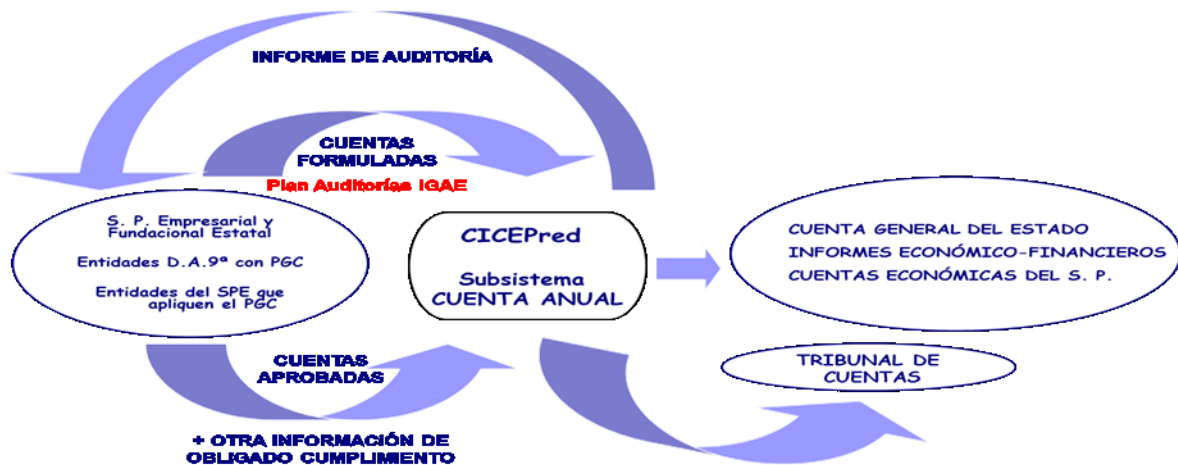 INFORME DE AUDITORÍA
CUENTAS
FORMULADAS
Plan Auditorías IGAE
S. P. Empresarial y
Fundacional Estatal
Entidades D.A.9ª con PGC
Entidades del SPE que
apliquen el PGC
CICEPred
Subsistema
CUENTA ANUAL
CUENTA GENERAL DEL ESTADO
INFORMES ECONÓMICO-FINANCIEROS
CUENTAS ECONÓMICAS DEL S. P.
TRIBUNAL DE
CUENTAS
CUENTAS
APROBADAS
+ OTRA INFORMACIÓN DE
OBLIGADO CUMPLIMIENTO